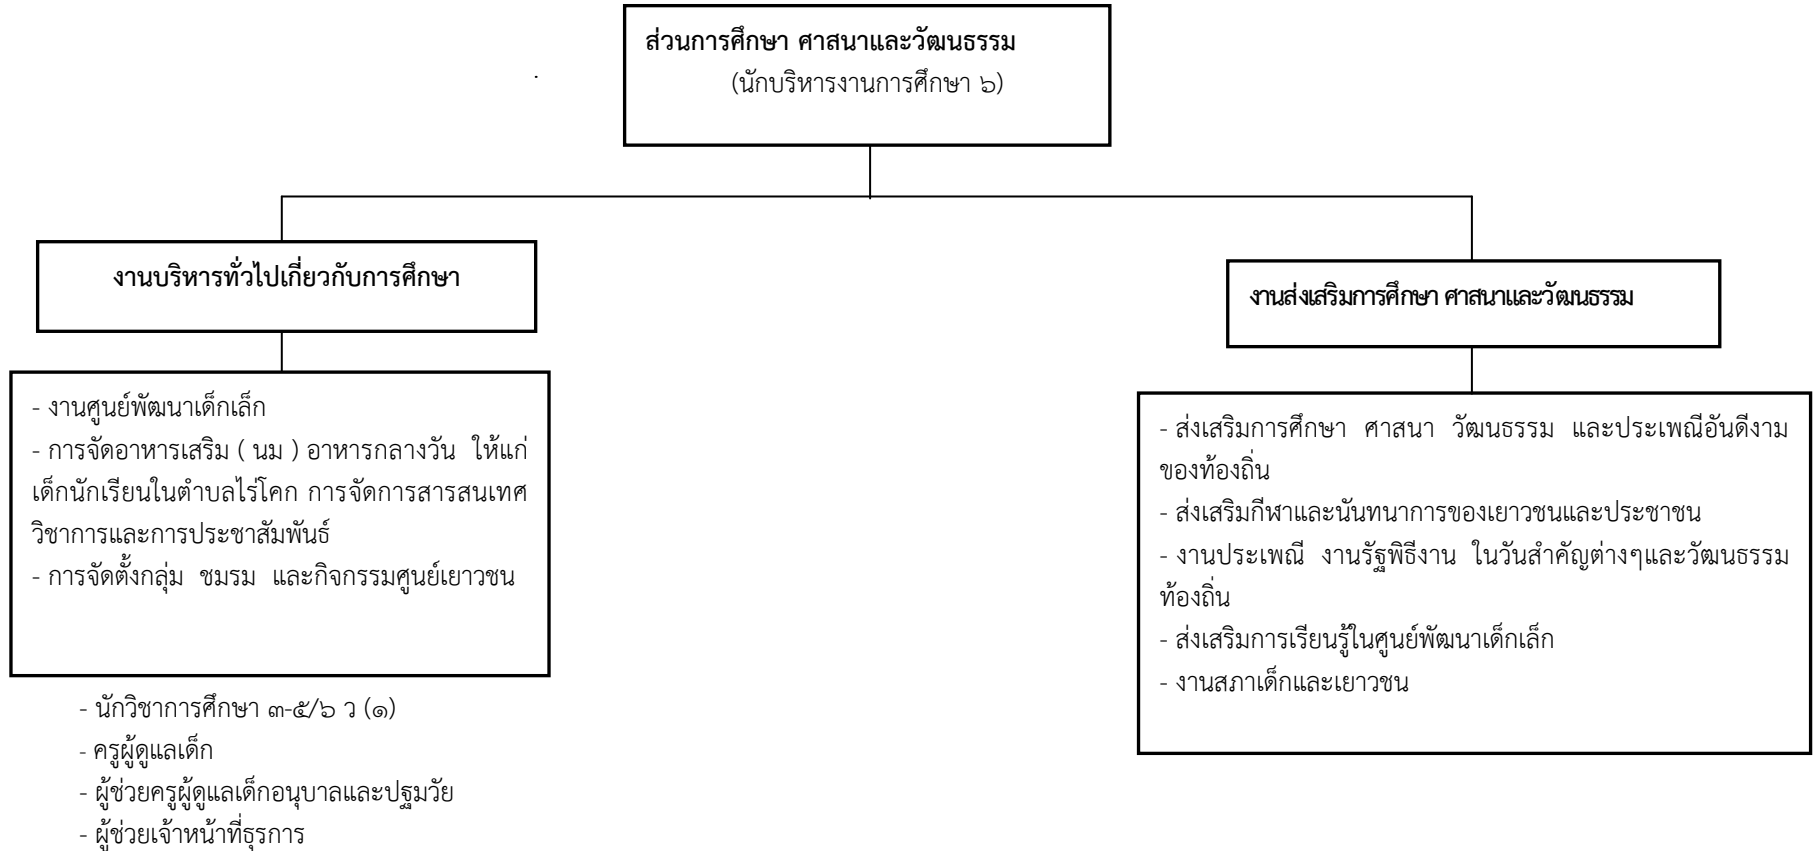 ส่วนการศึกษา ศาสนาและวัฒนธรรม
(นักบริหารงานการศึกษา ๖)
งานบริหารทั่วไปเกี่ยวกับการศึกษา
- งานศูนย์พัฒนาเด็กเล็ก
- การจัดอาหารเสริม ( นม ) อาหารกลางวัน ให้แก่
เด็กนักเรียนในตำบลไร่โคก การจัดการสารสนเทศ
วิชาการและการประชาสัมพันธ์
- การจัดตั้งกลุ่ม ชมรม และกิจกรรมศูนย์เยาวชน
- นักวิชาการศึกษา ๓-๕/๖ ว (๑)
- ครูผู้ดูแลเด็ก
- ผู้ช่วยครูผู้ดูแลเด็กอนุบาลและปฐมวัย
- ผู้ช่วยเจ้าหน้าที่ธุรการ
งานส่งเสริมการศึกษา ศาสนาและวัฒนธรรม
- ส่งเสริมการศึกษา ศาสนา วัฒนธรรม และประเพณีอันดีงาม
ของท้องถิ่น
- ส่งเสริมกีฬาและนันทนาการของเยาวชนและประชาชน
- งานประเพณี งานรัฐพิธีงาน ในวันสำคัญต่างๆและวัฒนธรรม
ท้องถิ่น
- ส่งเสริมการเรียนรู้ในศูนย์พัฒนาเด็กเล็ก
- งานสภาเด็กและเยาวชน